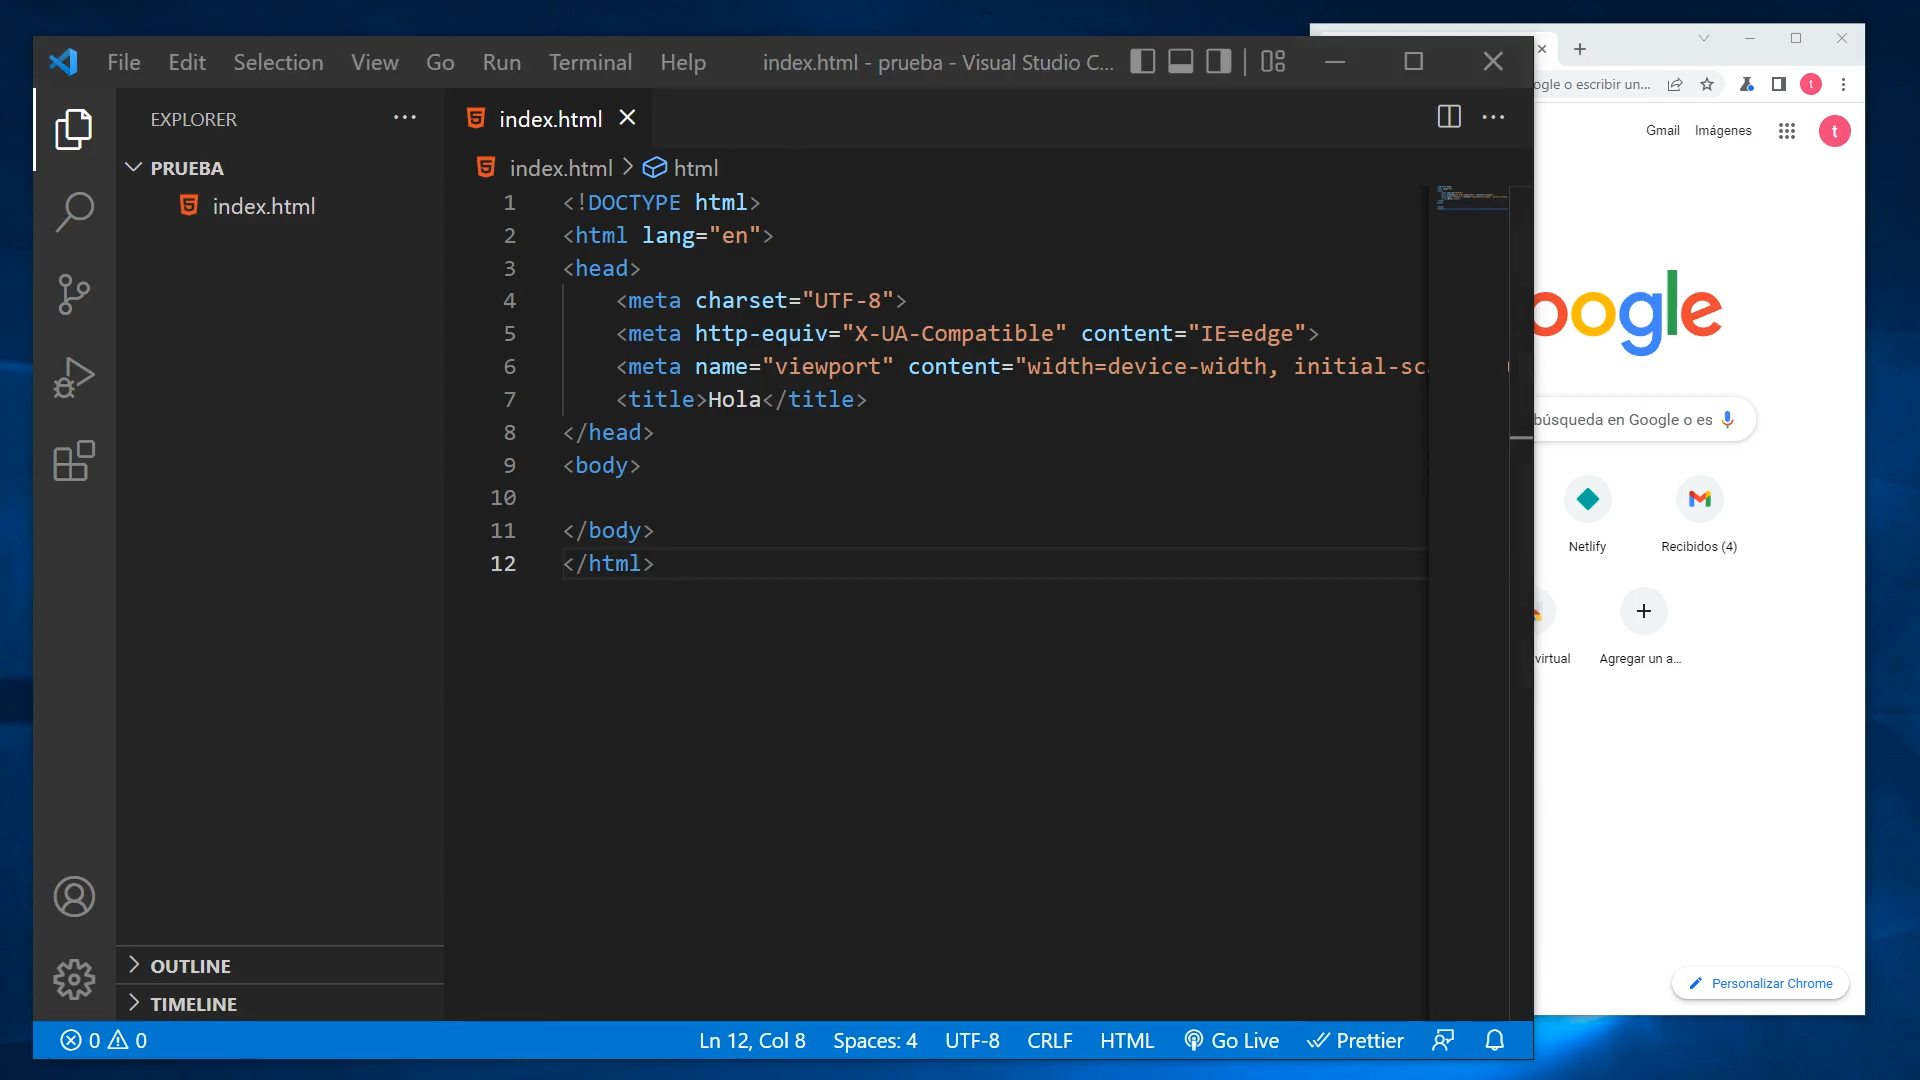 File Edit Selection View Go Run Terminal Help index.html - prueba - Visual Studio C...
EXPLORER
PRUEBA
index.html
OUTLINE
TIMELINE
index.html
index.html > html
1 <!DOCTYPE html>
2 <html lang="en">
3 <head>
4 <meta charset="UTF-8">
5 <meta http-equiv="X-UA-Compatible" content="IE=edge">
6 <meta name="viewport" content="width=device-width, initial-sc
7 <title>Hola</title>
8 </head>
9 <body>
10
11 </body>
12 </html>
0 0 Ln 12, Col 8 Spaces: 4 UTF-8 CRLF HTML Go Live Prettier
ogle o escribir un... t
Gmail Imágenes t
oogle
búsqueda en Google o es
Netlify Recibidos (4)
virtual Agregar un a...
Personalizar Chrome